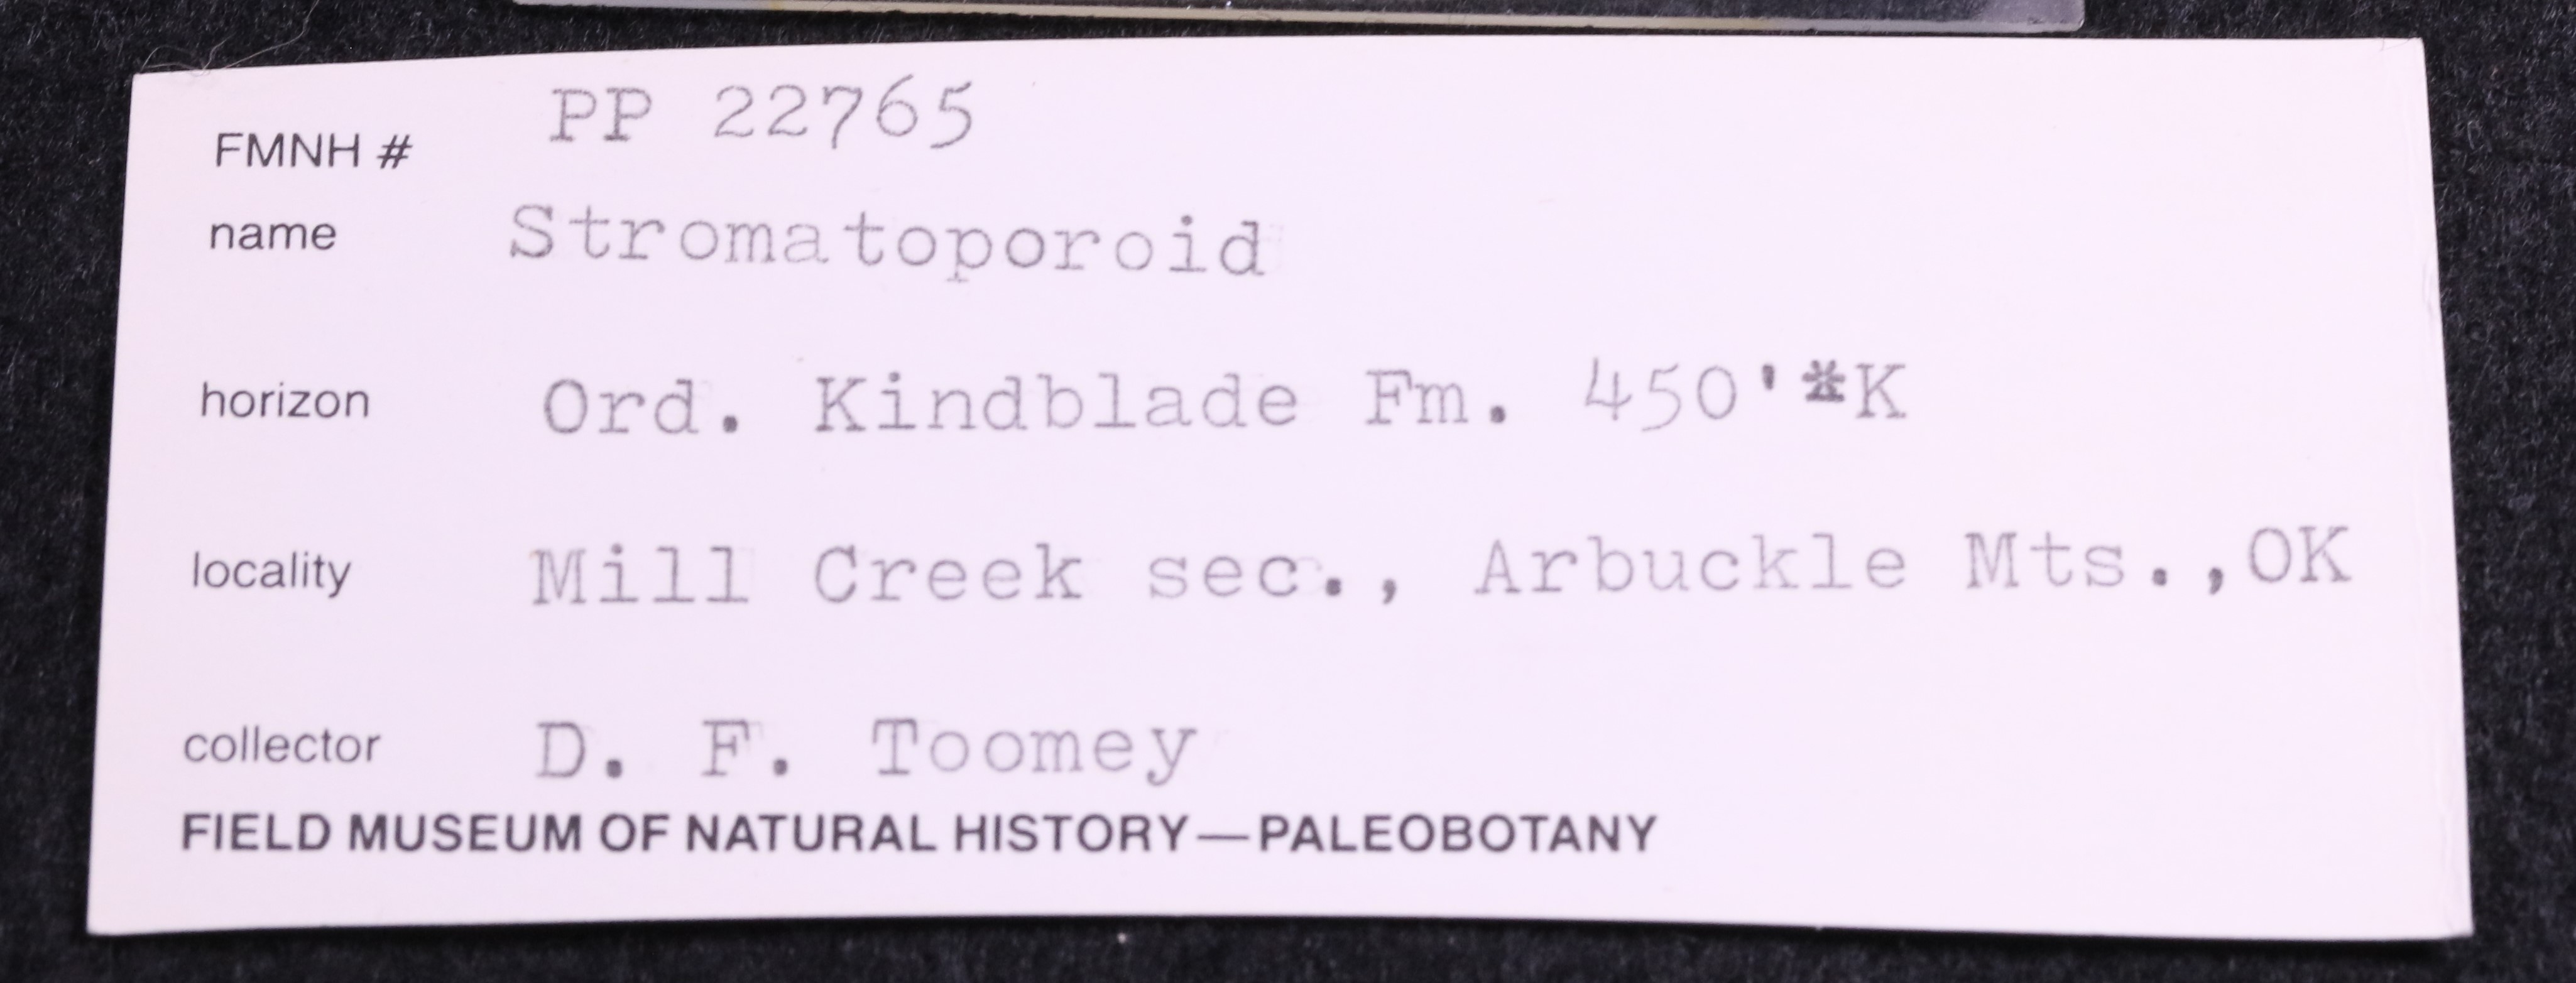 FMNH # PP 22765
name Stromatoporoid
horizon Ord. Kindblade Fm. 450'*K
locality Mill Creek sec., Arbuckle Mts.,OK
collector D. F. Toomey
FIELD MUSEUM OF NATURAL HISTORY—PALEOBOTANY